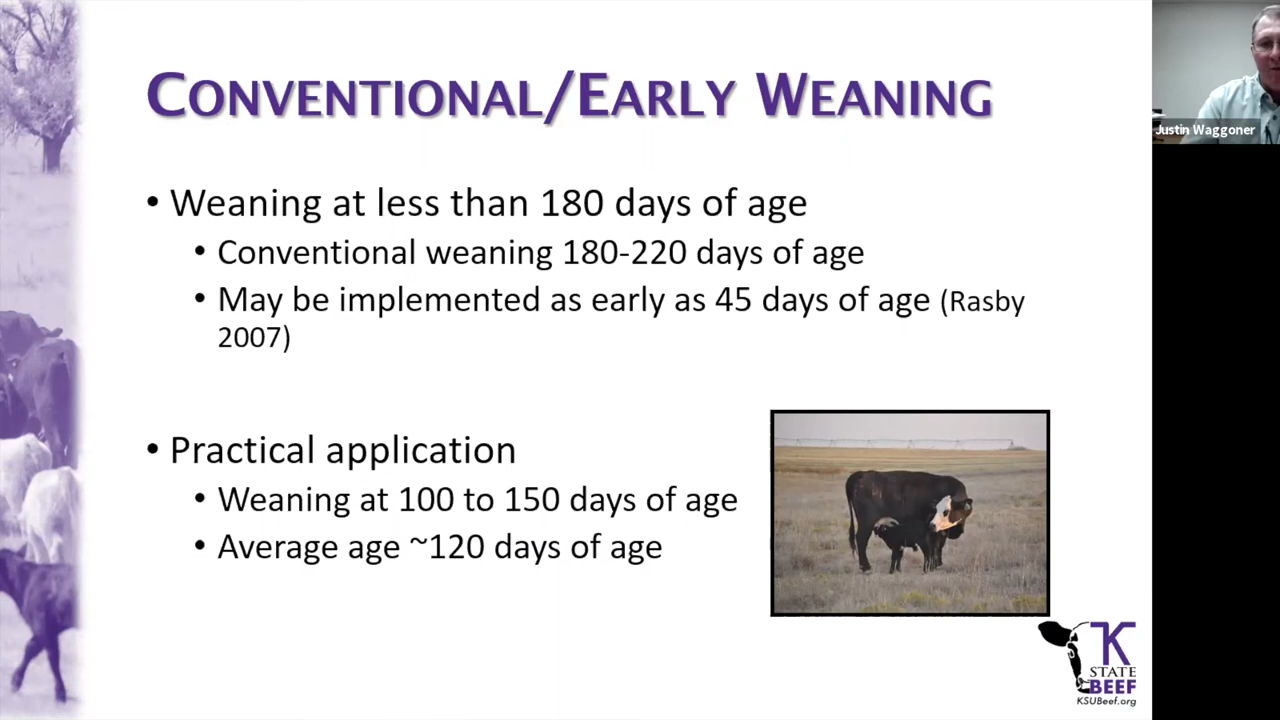 CONVENTIONAL/EARLY WEANING
• Weaning at less than 180 days of age
• Conventional weaning 180-220 days of age
• May be implemented as early as 45 days of age (Rasby
2007)
• Practical application
• Weaning at 100 to 150 days of age
• Average age ~120 days of age
K
STATE
BEEF
KSUBeef.org
Justin Waggoner